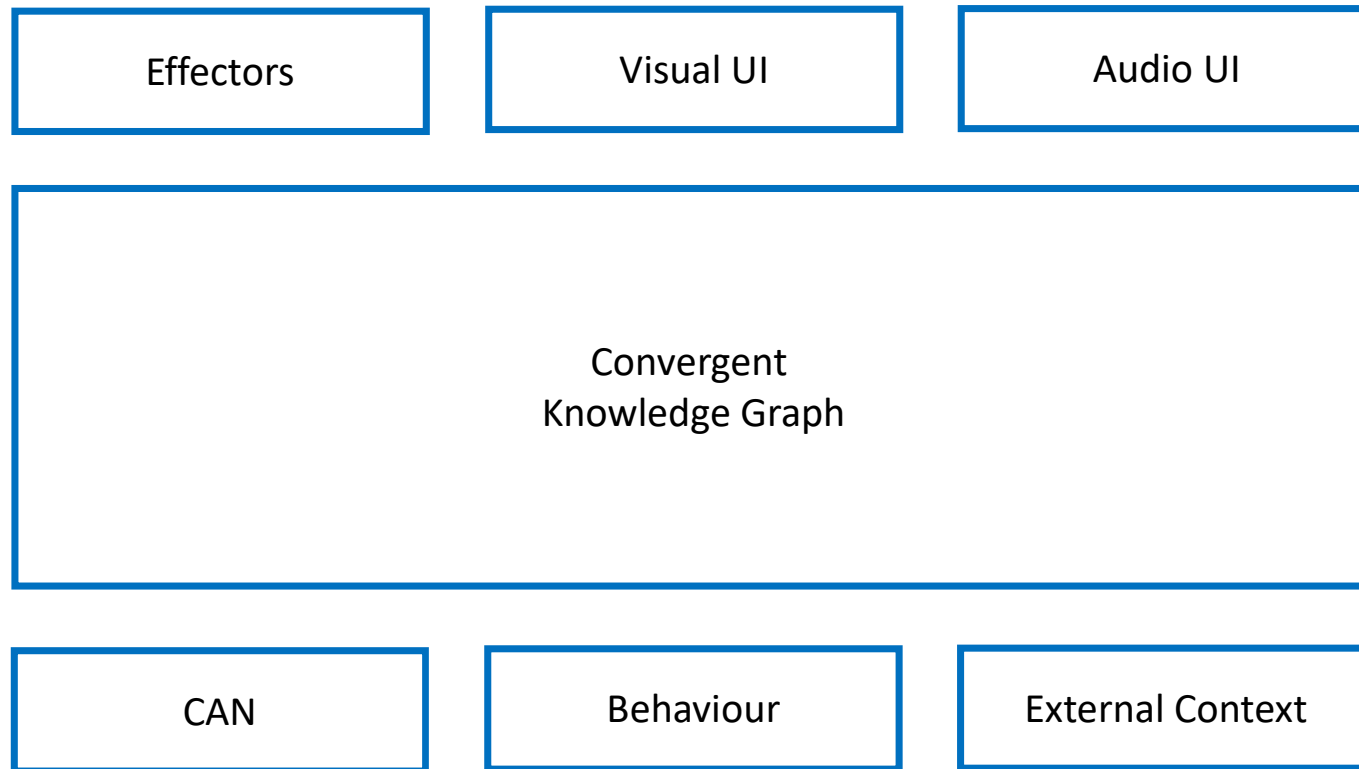 Effectors
Visual UI
Audio UI
Convergent
Knowledge Graph
CAN
Behaviour
External Context